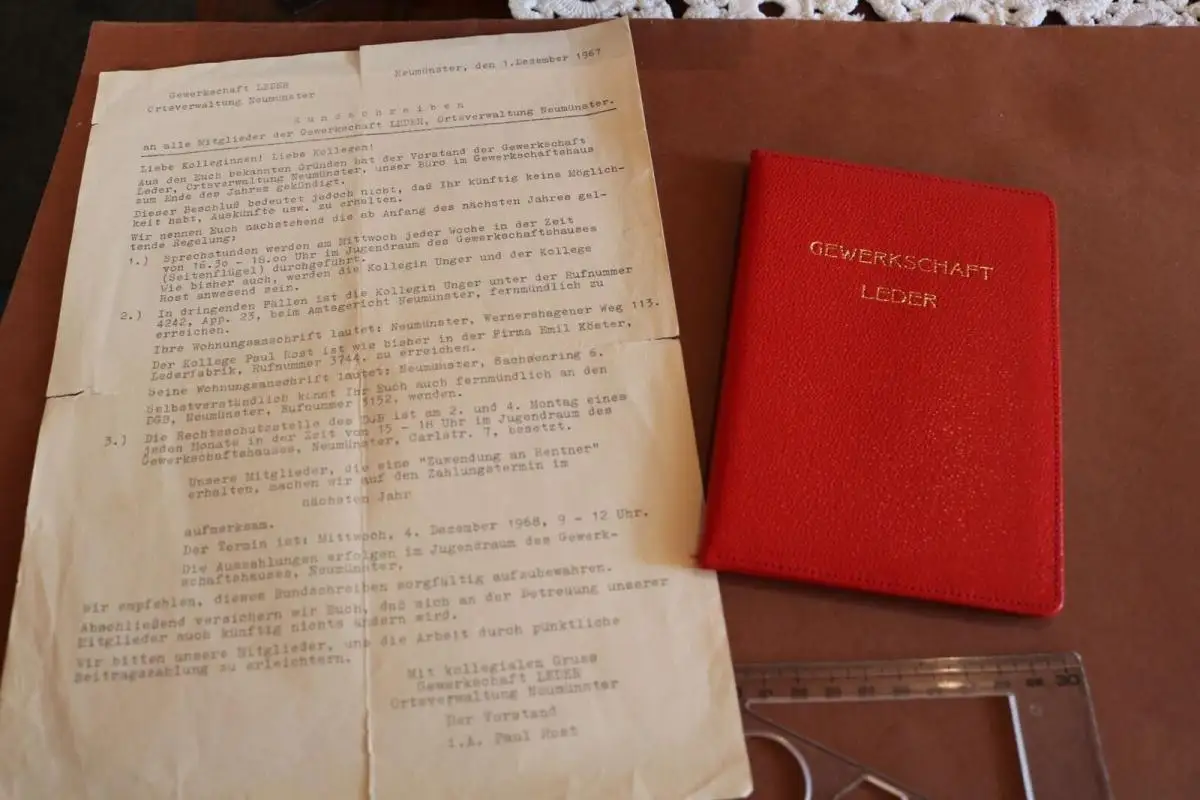 Neumünster, den 1.Dezember 1967
Gewerkschaft LEDER
Ortsverwaltung Neumünster
R u n d s c h r e i b e n
an alle Mitglieder der Gewerkschaft LEDER, Ortsverwaltung Neumünster.
Liebe Kolleginnen! Liebe Kollegen!
Aus den Euch bekannten Gründen hat der Vorstand der Gewerkschaft
Leder, Ortsverwaltung Neumünster, unser Büro im Gewerkschaftshaus
zum Ende des Jahres gekündigt.
Dieser Beschluß bedeutet jedoch nicht, daß Ihr künftig keine Möglich-
keit habt, Auskünfte usw. zu erhalten.
Wir nennen Euch nachstehend die ab Anfang des nächsten Jahres gel-
tende Regelung:
1.) Sprechstunden werden am Mittwoch jeder Woche in der Zeit
von 16.30 - 18.00 Uhr im Jugendraum des Gewerkschaftshauses
(Seitenflügel) durchgeführt.
Wie bisher auch, werden die Kollegin Unger und der Kollege
Rost anwesend sein.
2.) In dringenden Fällen ist die Kollegin Unger unter der Rufnummer
4242, App. 23, beim Amtsgericht Neumünster, fernmündlich zu
erreichen.
Ihre Wohnungsanschrift lautet: Neumünster, Wernershagener Weg 113.
Der Kollege Paul Rost ist wie bisher in der Firma Emil Köster,
Lederfabrik, Rufnummer 3744, zu erreichen.
Seine Wohnungsanschrift lautet: Neumünster, Sachsenring 6.
Selbstverständlich könnt Ihr Euch auch fernmündlich an den
DGB, Neumünster, Rufnummer 3152, wenden.
3.) Die Rechtsschutzstelle des DGB ist am 2. und 4. Montag eines
jeden Monats in der Zeit von 15 - 18 Uhr im Jugendraum des
Gewerkschaftshauses, Neumünster, Carlstr. 7, besetzt.
Unsere Mitglieder, die eine "Zuwendung an Rentner"
erhalten, machen wir auf den Zahlungstermin im
nächsten Jahr
aufmerksam.
Der Termin ist: Mittwoch, 4. Dezember 1968, 9 - 12 Uhr.
Die Auszahlungen erfolgen im Jugendraum des Gewerk-
schaftshauses, Neumünster.
Wir empfehlen, dieses Rundschreiben sorgfältig aufzubewahren.
Abschließend versichern wir Euch, daß sich an der Betreuung unserer
Mitglieder auch künftig nichts ändern wird.
Wir bitten unsere Mitglieder, uns die Arbeit durch pünktliche
Beitragszahlung zu erleichtern.
Mit kollegialen Gruss
Gewerkschaft LEDER
Ortsverwaltung Neumünster
Der Vorstand
i.A. Paul Rost
GEWERKSCHAFT
LEDER
30